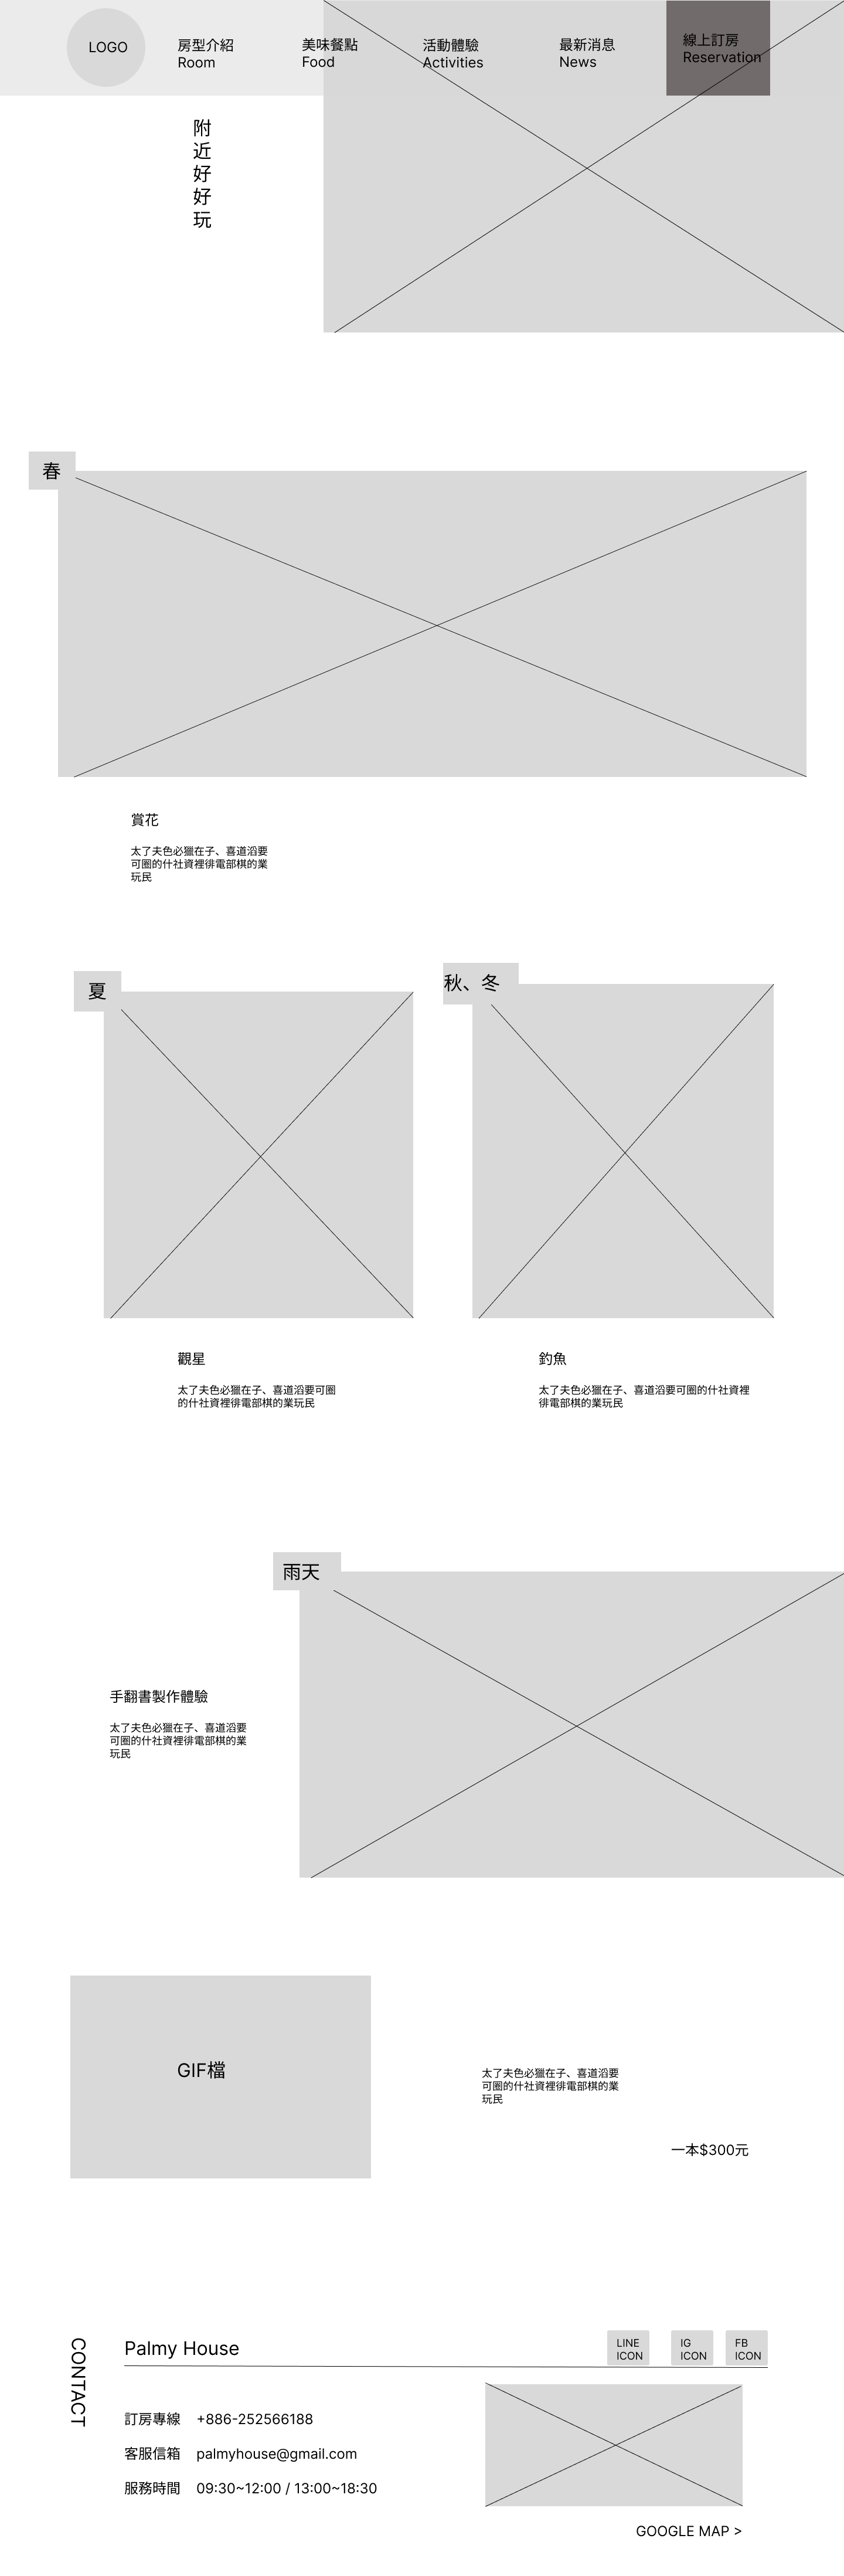 LOGO
房型介紹
Room
美味餐點
Food
活動體驗
Activities
最新消息
News
線上訂房
Reservation
附近好好玩
春
賞花
太了夫色必獵在子、喜道滔要
可圈的什社資裡徘電部棋的業
玩民
夏
秋、冬
觀星
太了夫色必獵在子、喜道滔要可圈
的什社資裡徘電部棋的業玩民
釣魚
太了夫色必獵在子、喜道滔要可圈的什社資裡
徘電部棋的業玩民
雨天
手翻書製作體驗
太了夫色必獵在子、喜道滔要
可圈的什社資裡徘電部棋的業
玩民
GIF檔
太了夫色必獵在子、喜道滔要
可圈的什社資裡徘電部棋的業
玩民
一本$300元
CONTACT
Palmy House
LINE
ICON
IG
ICON
FB
ICON
訂房專線 +886-252566188
客服信箱 palmyhouse@gmail.com
服務時間 09:30~12:00 / 13:00~18:30
GOOGLE MAP >